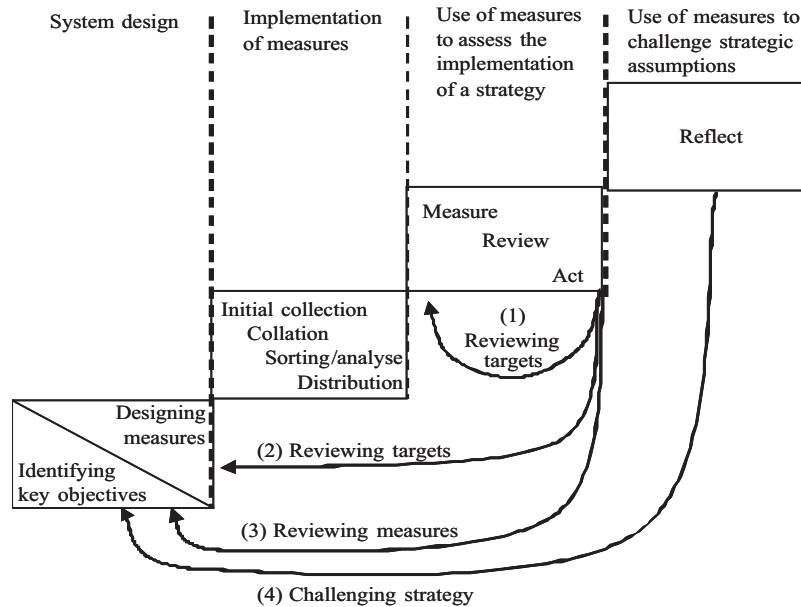 System design
Implementation
of measures
Use of measures
to assess the
implementation
of a strategy
Use of measures to
challenge strategic
assumptions
Reflect
Measure
Review
Act
Initial collection
Collation
Sorting/analyse
Distribution
(1)
Reviewing
targets
Designing
measures
Identifying
key objectives
(2) Reviewing targets
(3) Reviewing measures
(4) Challenging strategy